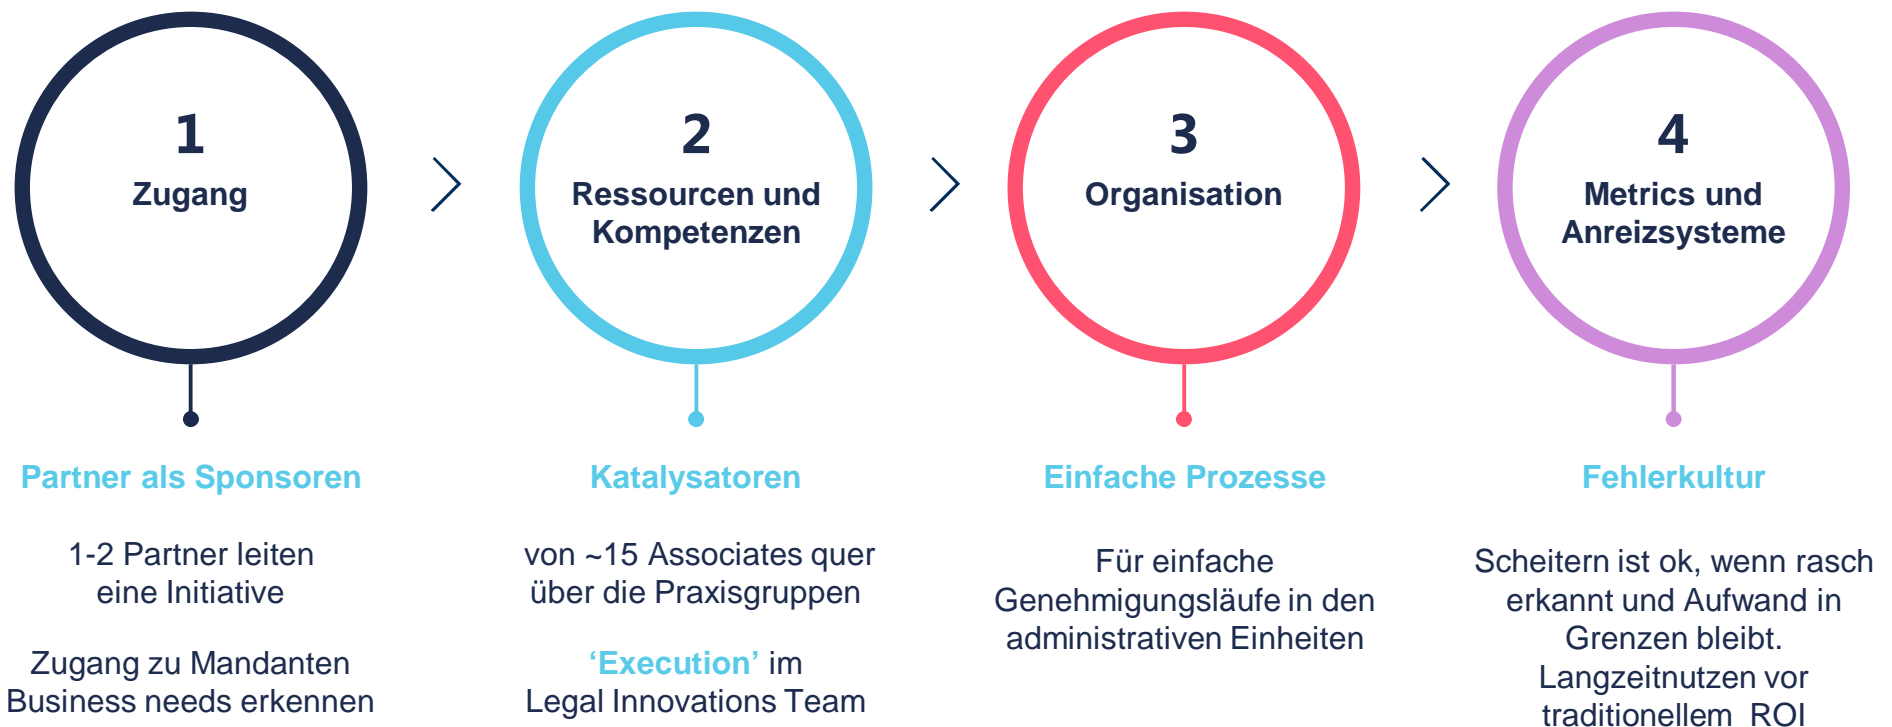 1
Zugang
Partner als Sponsoren
1-2 Partner leiten
eine Initiative
Zugang zu Mandanten
Business needs erkennen
2
Ressourcen und
Kompetenzen
Katalysatoren
von ~15 Associates quer
über die Praxisgruppen
‘Execution’ im
Legal Innovations Team
3
Organisation
Einfache Prozesse
Für einfache
Genehmigungsläufe in den
administrativen Einheiten
4
Metrics und
Anreizsysteme
Fehlerkultur
Scheitern ist ok, wenn rasch
erkannt und Aufwand in
Grenzen bleibt.
Langzeitnutzen vor
traditionellem ROI